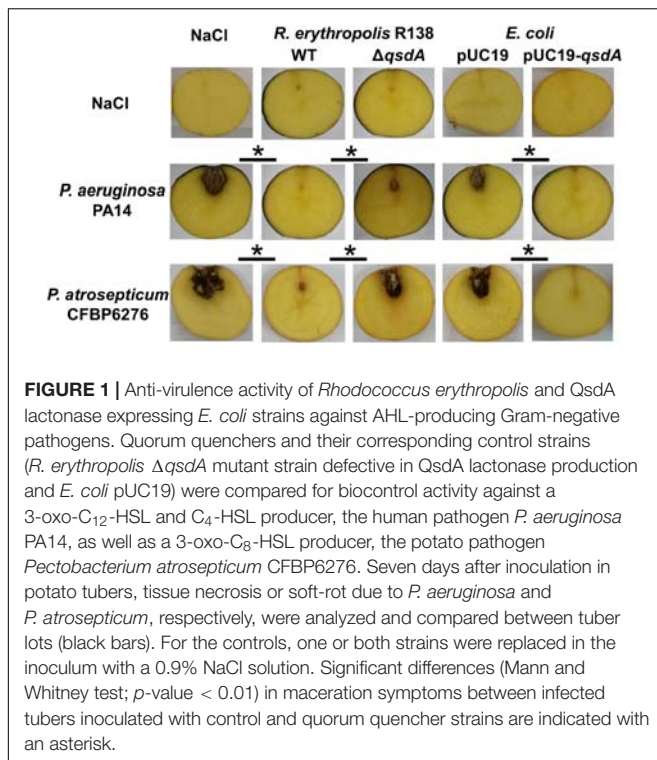 NaCl R. erythropolis R138 E. coli
WT ΔqsdA pUC19 pUC19-qsdA
NaCl
* * *
P. aeruginosa
PA14
* * *
P. atrosepticum
CFBP6276
FIGURE 1 | Anti-virulence activity of Rhodococcus erythropolis and QsdA
lactonase expressing E. coli strains against AHL-producing Gram-negative
pathogens. Quorum quenchers and their corresponding control strains
(R. erythropolis ΔqsdA mutant strain defective in QsdA lactonase production
and E. coli pUC19) were compared for biocontrol activity against a
3-oxo-C₁₂-HSL and C₄-HSL producer, the human pathogen P. aeruginosa
PA14, as well as a 3-oxo-C₈-HSL producer, the potato pathogen
Pectobacterium atrosepticum CFBP6276. Seven days after inoculation in
potato tubers, tissue necrosis or soft-rot due to P. aeruginosa and
P. atrosepticum, respectively, were analyzed and compared between tuber
lots (black bars). For the controls, one or both strains were replaced in the
inoculum with a 0.9% NaCl solution. Significant differences (Mann and
Whitney test; p-value < 0.01) in maceration symptoms between infected
tubers inoculated with control and quorum quencher strains are indicated with
an asterisk.